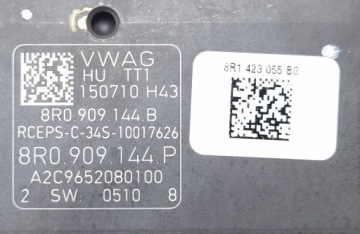 VWAG
HU TT1
150710 H43
8R0.909.144.B
RCEPS-C-34S-10017626
8R0.909.144.P
A2C9652080100
2 SW: 0510 8
8R1 423 055 BG